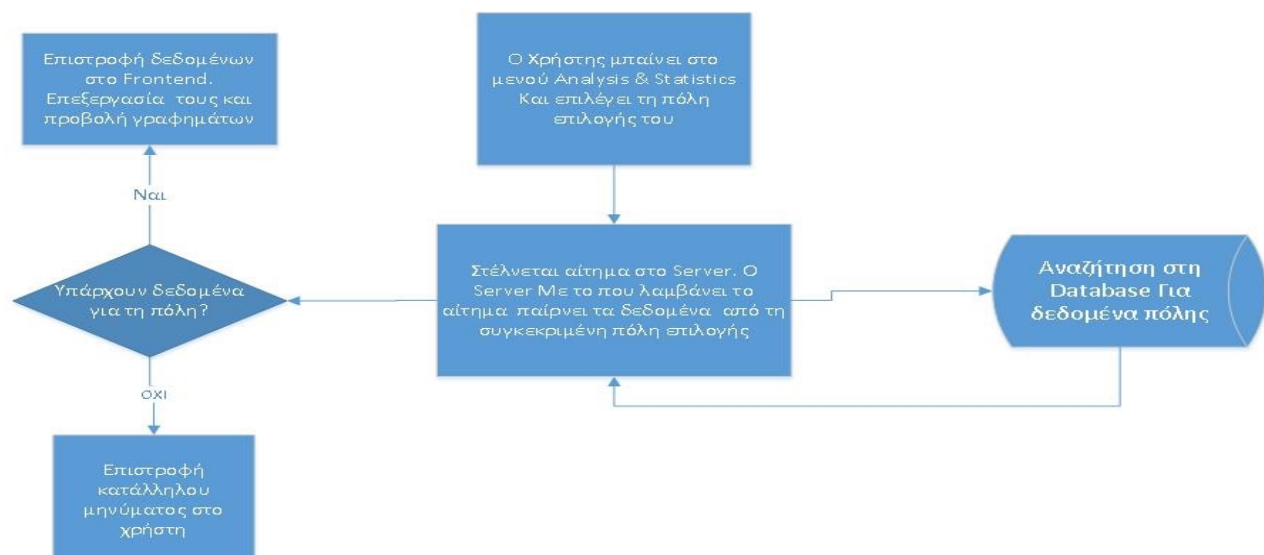 Επιστροφή δεδομένων
στο Frontend.
Επεξεργασία τους και
προβολή γραφημάτων
Ο Χρήστης μπαίνει στο
μενού Analysis & Statistics
Και επιλέγει τη πόλη
επιλογής του
Ναι
Υπάρχουν δεδομένα
για τη πόλη?
Στέλνεται αίτημα στο Server. Ο
Server Με το που λαμβάνει το
αίτημα παίρνει τα δεδομένα από τη
συγκεκριμένη πόλη επιλογής
Αναζήτηση στη
Database Για
δεδομένα πόλης
οχι
Επιστροφή
κατάλληλου
μηνύματος στο
χρήστη